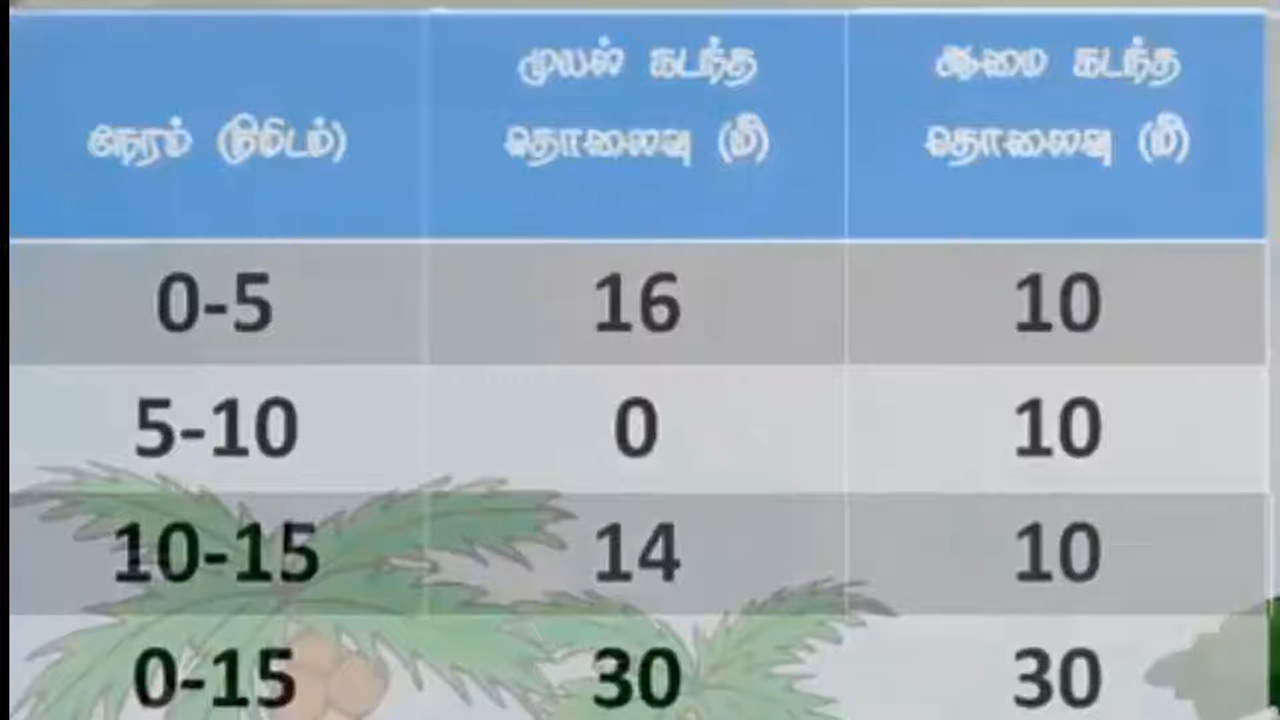 நேரம் (நிமிடம்)
முயல் கடந்த
தொலைவு (மீ)
ஆமை கடந்த
தொலைவு (மீ)
0-5 16 10
5-10 0 10
10-15 14 10
0-15 30 30